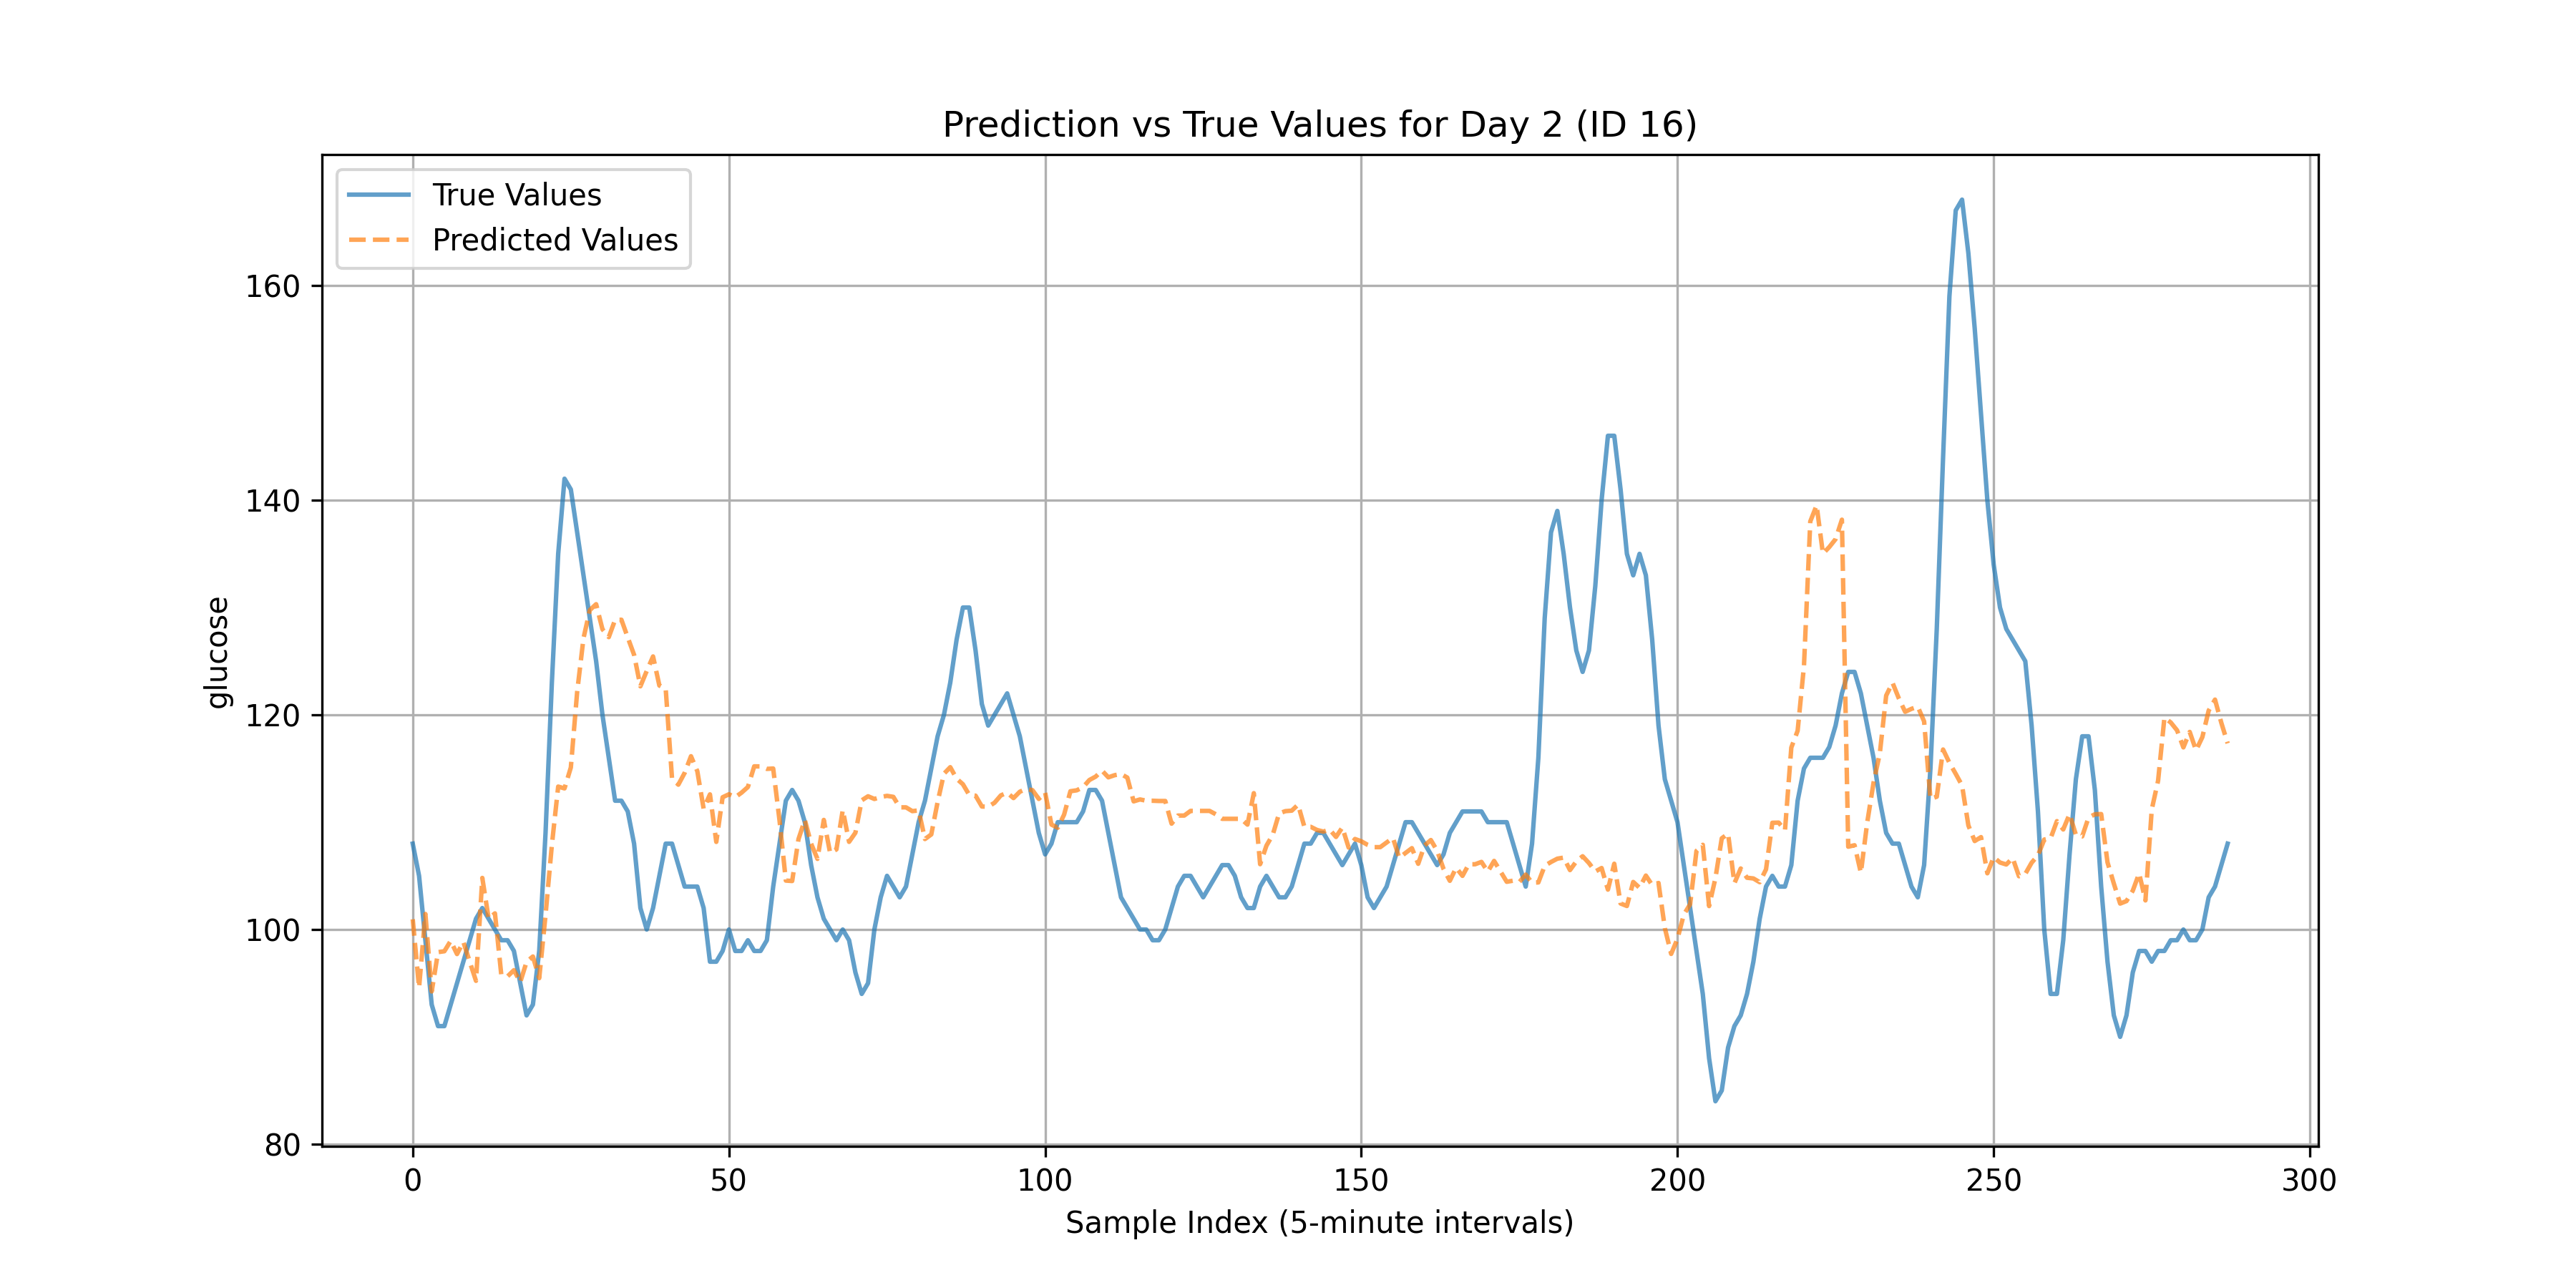 Prediction vs True Values for Day 2 (ID 16)
True Values
Predicted Values
160
140
120
100
80
glucose
0 50 100 150 200 250 300
Sample Index (5-minute intervals)